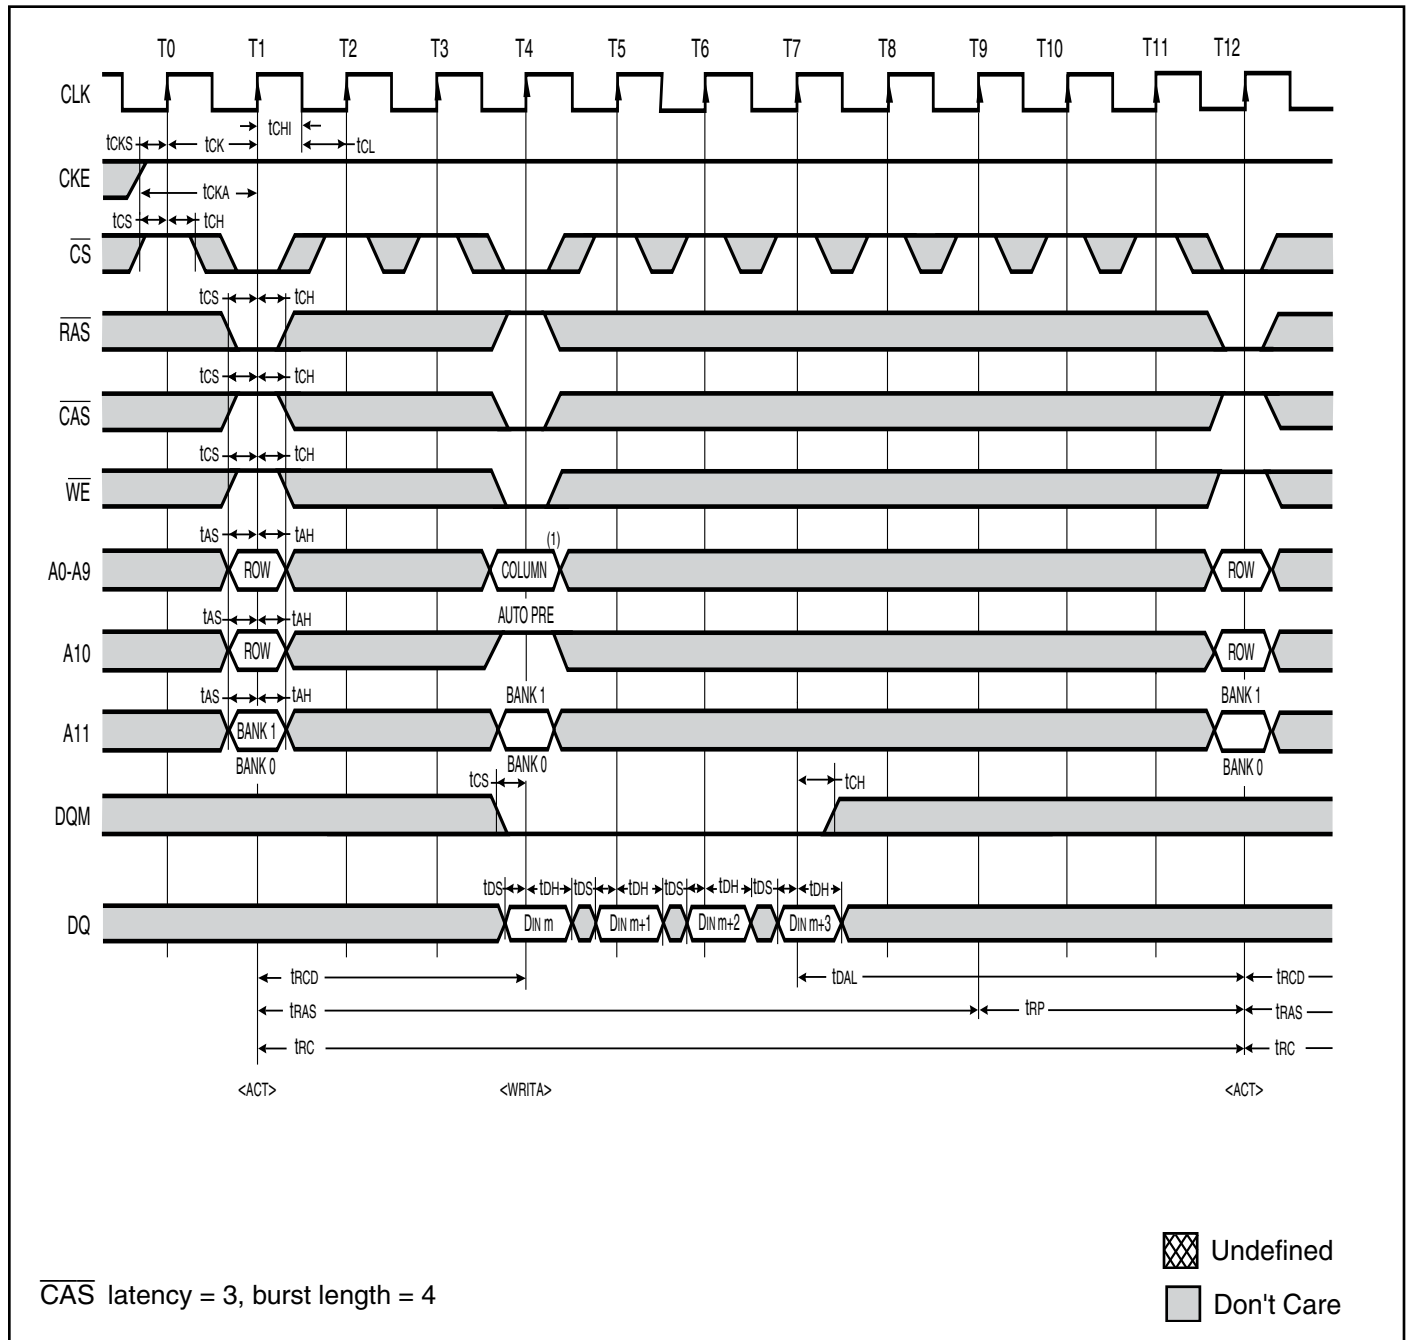 T0 T1 T2 T3 T4 T5 T6 T7 T8 T9 T10 T11 T12
CLK
tCHI
tCKS tCK tCL
CKE
tCKA
tCS tCH
CS
tCS tCH
RAS
tCS tCH
CAS
tCS tCH
WE
tAS tAH (1)
A0-A9 ROW COLUMN ROW
tAS tAH AUTO PRE
A10 ROW ROW
tAS tAH BANK 1 BANK 1
A11 BANK 1
BANK 0 BANK 0 BANK 0
tCS tCH
DQM
tDS tDH tDS tDH tDS tDH tDS tDH
DQ DIN m DIN m+1 DIN m+2 DIN m+3
tRCD tDAL tRCD
tRAS tRP tRAS
tRC tRC
<ACT> <WRITA> <ACT>
Undefined
CAS latency = 3, burst length = 4
Don't Care